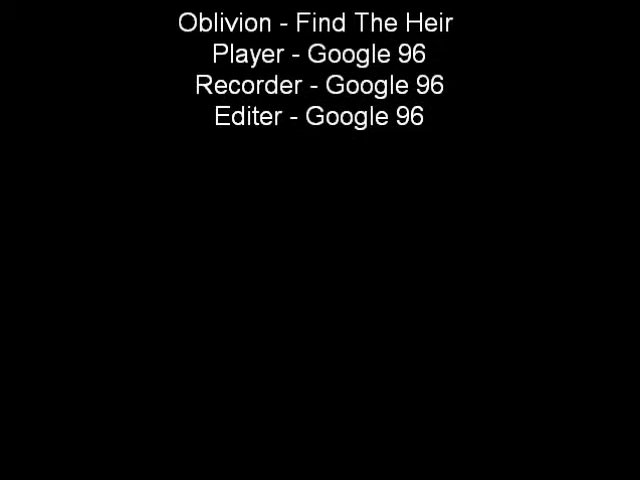 Oblivion - Find The Heir
Player - Google 96
Recorder - Google 96
Editer - Google 96